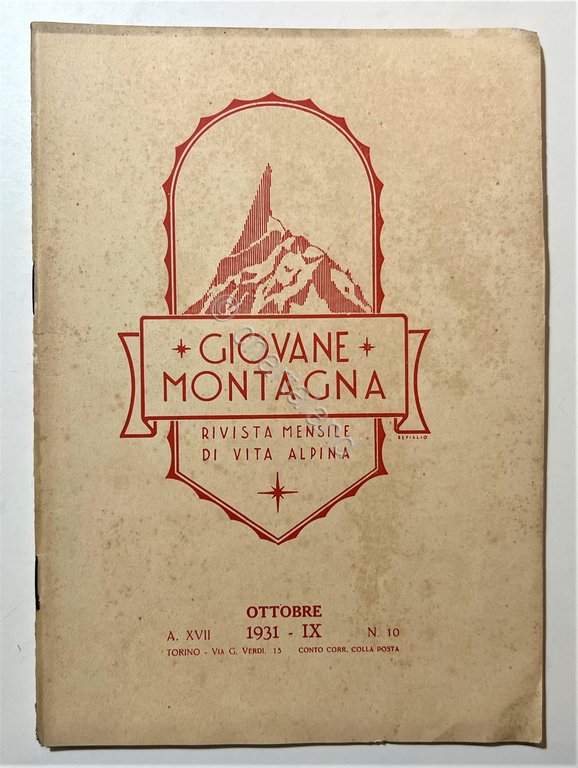 GIOVANE
MONTAGNA
RIVISTA MENSILE
DI VITA ALPINA
OTTOBRE
A. XVII 1931 - IX N. 10
TORINO - VIA G. VERDI, 15 CONTO CORR. COLLA POSTA